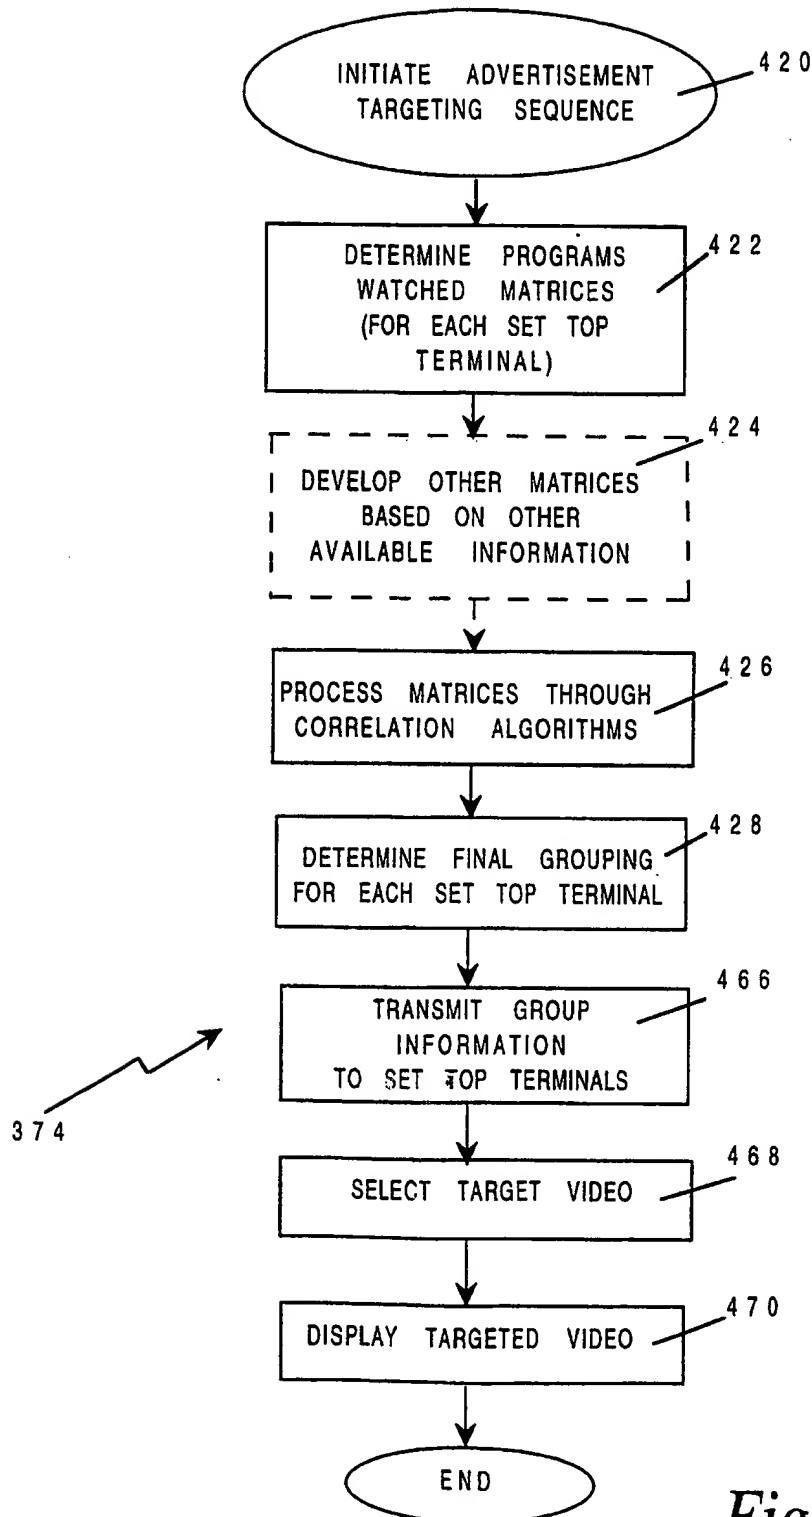 INITIATE ADVERTISEMENT
TARGETING SEQUENCE
420
DETERMINE PROGRAMS
WATCHED MATRICES
(FOR EACH SET TOP
TERMINAL)
422
424
DEVELOP OTHER MATRICES
BASED ON OTHER
AVAILABLE INFORMATION
426
PROCESS MATRICES THROUGH
CORRELATION ALGORITHMS
428
DETERMINE FINAL GROUPING
FOR EACH SET TOP TERMINAL
466
TRANSMIT GROUP
INFORMATION
TO SET TOP TERMINALS
374
468
SELECT TARGET VIDEO
470
DISPLAY TARGETED VIDEO
END
Fig